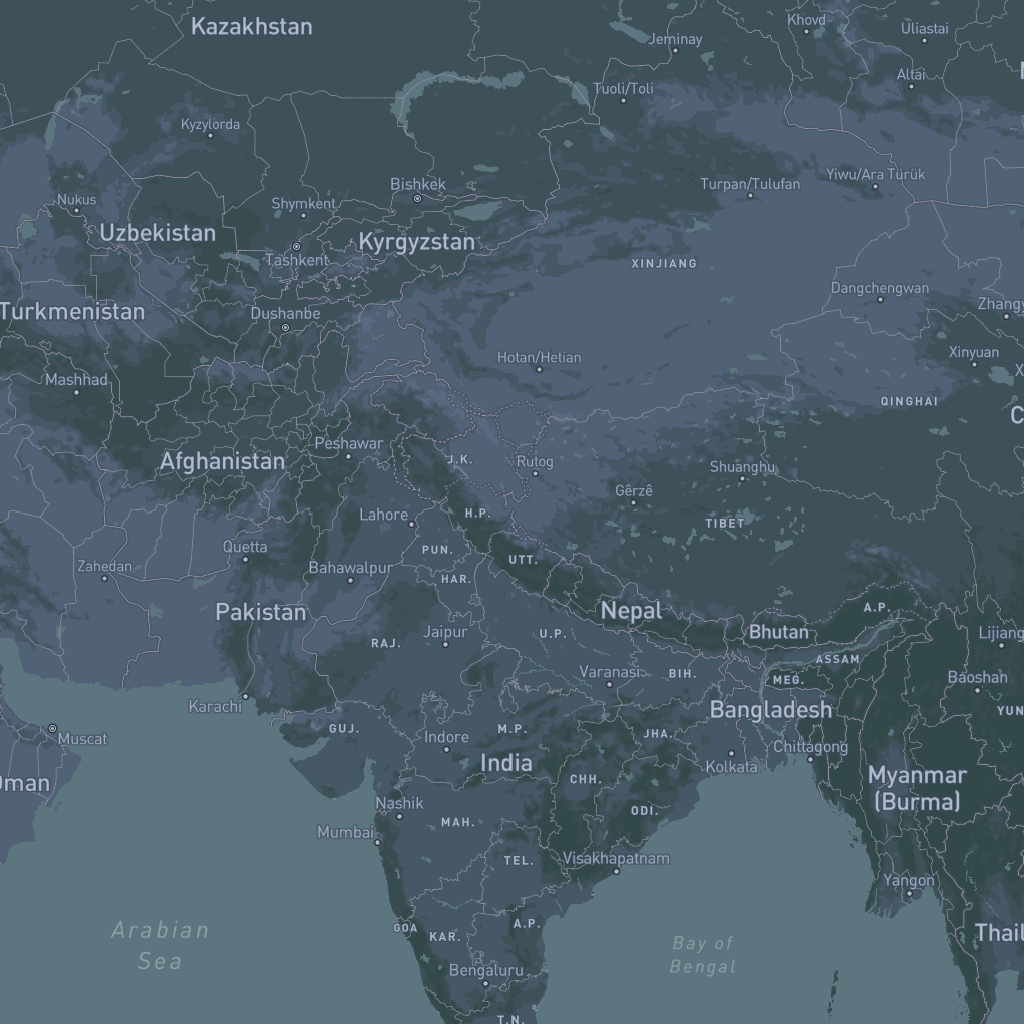 Kazakhstan
Khovd
Uliastai
Jeminay
Altai
Tuoli/Toli
Kyzylorda
Yiwu/Ara Türük
Bishkek
Turpan/Tulufan
Nukus
Shymkent
Uzbekistan
Kyrgyzstan
Tashkent
XINJIANG
Dangchengwan
Turkmenistan
Dushanbe
Zhangy
Hotan/Hetian
Xinyuan
Mashhad
X
QINGHAI
C
Peshawar
Afghanistan
J.K.
Rutog
Shuanghu
Gêrzê
Lahore
H.P.
TIBET
Quetta
PUN.
UTT.
Zahedan
Bahawalpur
HAR.
Pakistan
Nepal
A.P.
Jaipur
U.P.
Bhutan
Lijiang
RAJ.
ASSAM
Varanasi
BIH.
MEG.
Baoshan
Karachi
Bangladesh
YUN
GUJ.
M.P.
JHA.
Muscat
Indore
Chittagong
India
Kolkata
Oman
CHH.
Myanmar
(Burma)
Nashik
ODI.
MAH.
Mumbai
TEL.
Visakhapatnam
Yangon
Arabian
Sea
GOA
KAR.
A.P.
Bay of
Bengal
Thail
Bengaluru
T.N.